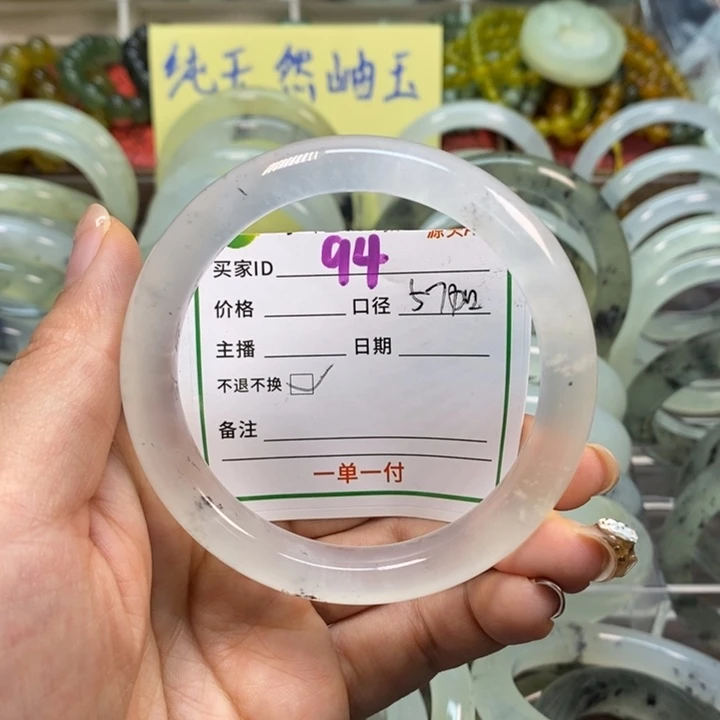 纯天然岫玉
买家ID 94
价格 口径 57
主播 日期
不退不换
备注
一单一付